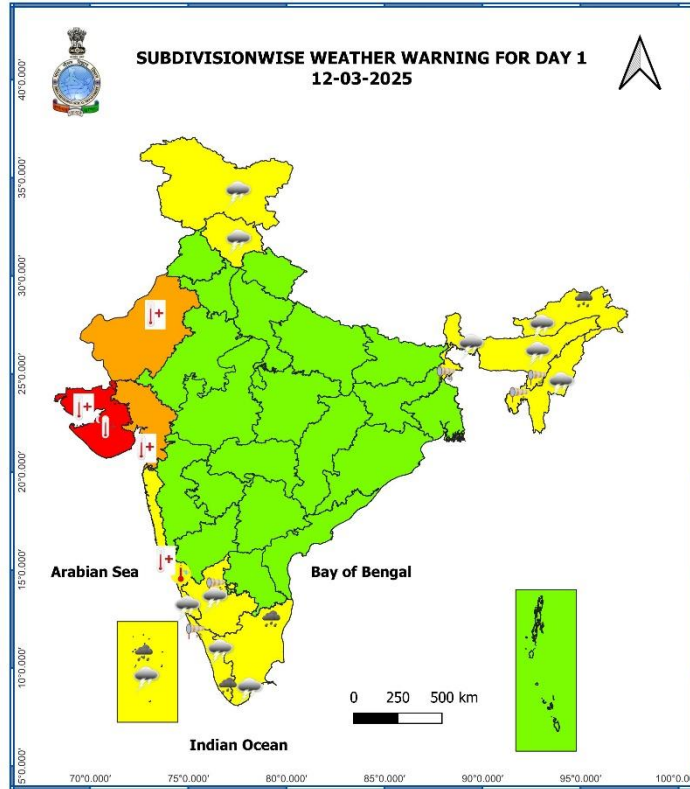 SUBDIVISIONWISE WEATHER WARNING FOR DAY 1
12-03-2025
40°0.000'
35°0.000'
30°0.000'
25°0.000'
20°0.000'
15°0.000'
10°0.000'
5°0.000'
Arabian Sea
Bay of Bengal
0 250 500 km
Indian Ocean
70°0.000' 75°0.000' 80°0.000' 85°0.000' 90°0.000' 95°0.000'